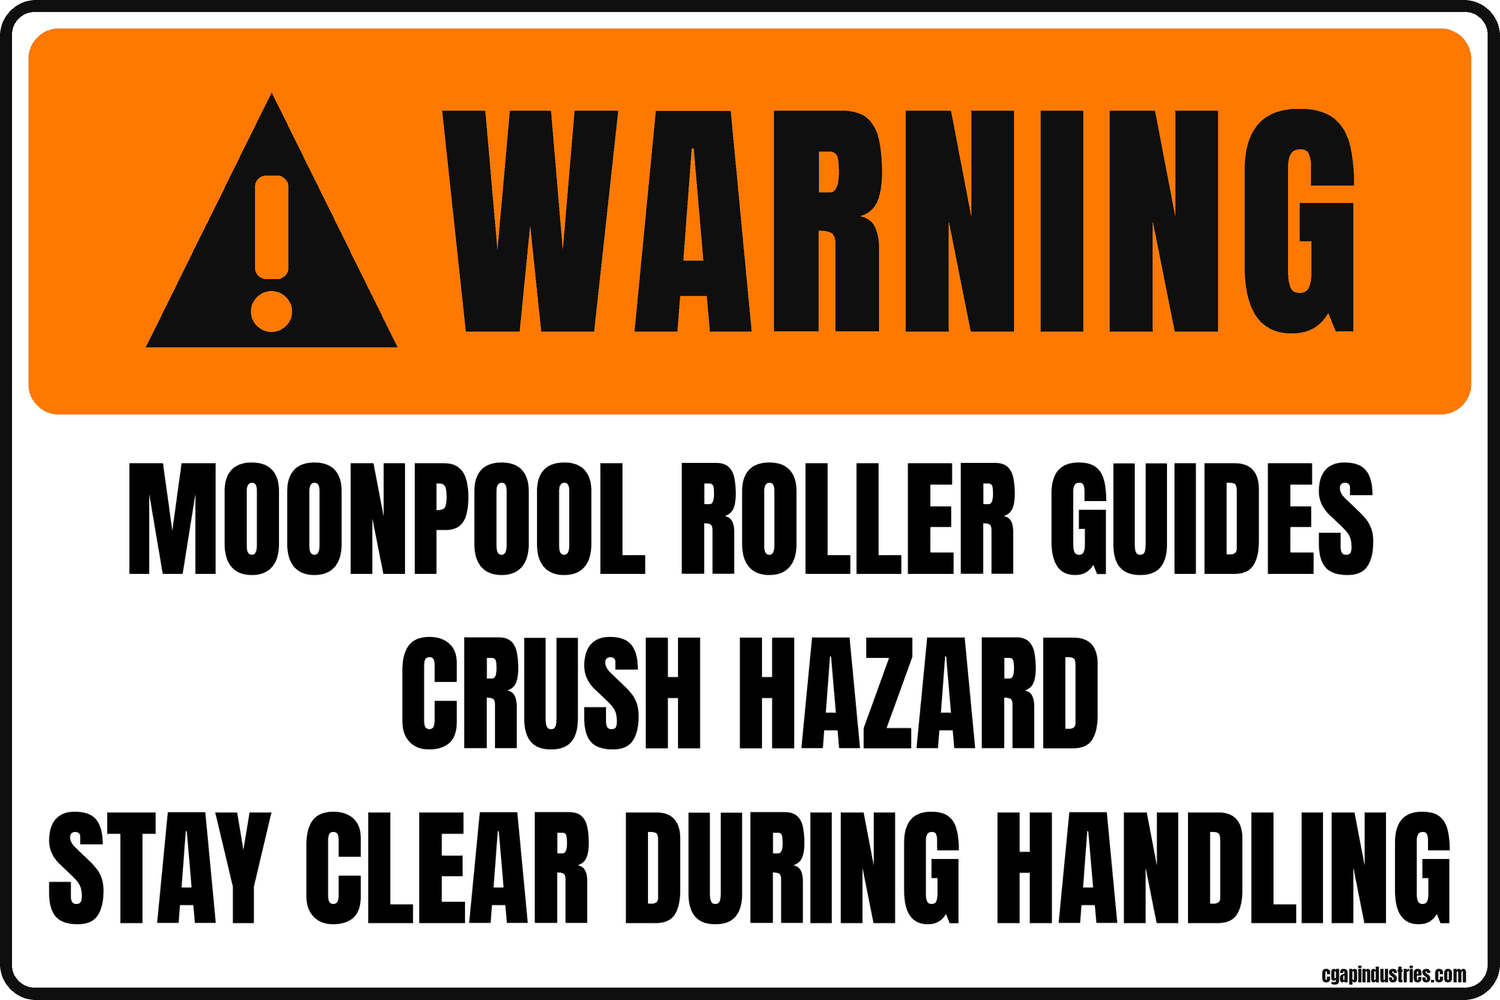 WARNING
MOONPOOL ROLLER GUIDES
CRUSH HAZARD
STAY CLEAR DURING HANDLING
cgapindustries.com